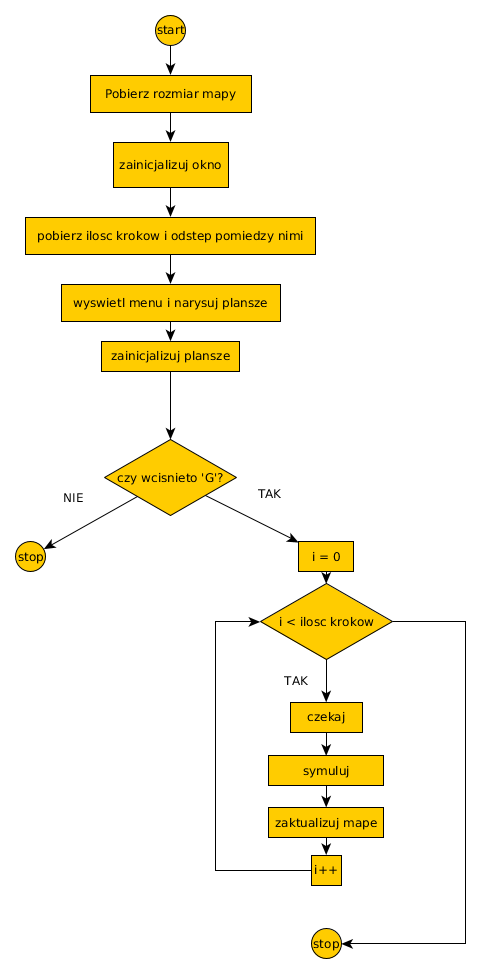 start
Pobierz rozmiar mapy
zainicjalizuj okno
pobierz ilosc krokow i odstep pomiedzy nimi
wyswietl menu i narysuj plansze
zainicjalizuj plansze
czy wcisnieto 'G'?
NIE
TAK
stop
i = 0
i < ilosc krokow
TAK
czekaj
symuluj
zaktualizuj mape
i++
stop